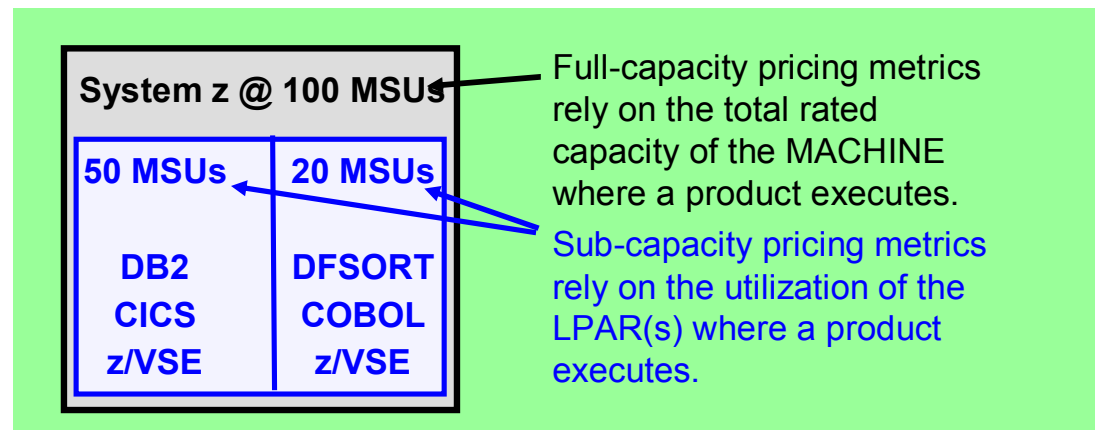 System z @ 100 MSUs
50 MSUs
DB2
CICS
z/VSE
20 MSUs
DFSORT
COBOL
z/VSE
Full-capacity pricing metrics
rely on the total rated
capacity of the MACHINE
where a product executes.
Sub-capacity pricing metrics
rely on the utilization of the
LPAR(s) where a product
executes.